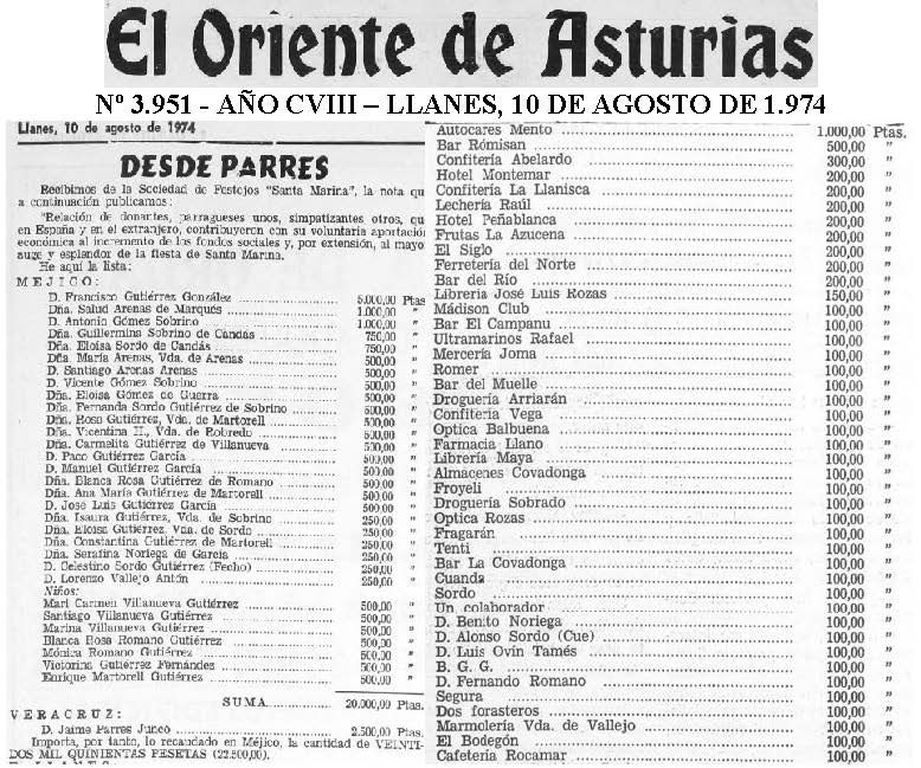 El Oriente de Asturias
Nº 3.951 - AÑO CVIII – LLANES, 10 DE AGOSTO DE 1.974
Llanes, 10 de agosto de 1974
DESDE PARRES
Recibimos de la Sociedad de Festejos "Santa Marina", la nota qu
a continuación publicamos:
"Relación de donantes, parragueses unos, simpatizantes otros, qu
en España y en el extranjero, contribuyeron con su voluntaria aportación
económica al incremento de los fondos sociales y, por extensión, al mayo
auge y esplandor de la fiesta de Santa Marina.
He aquí la lista:
MEJICO:
D. Francisco Gutiérrez González ........ 5.000,00 Ptas
Dña. Salud Arenas de Marqués ........ 1.000,00 "
D. Antonio Gómez Sobrino ........ 1.000,00 "
Dña. Guillermina Sobrino de Candás ........ 750,00 "
Dña. Eloísa Sordo de Candás ........ 750,00 "
Dña. María Arenas, Vda. de Arenas ........ 500,00 "
D. Santiago Arenas Arenas ........ 500,00 "
D. Vicente Gómez Sobrino ........ 500,00 "
Dña. Eloísa Gómez de Guerra ........ 500,00 "
Dña. Fernanda Sordo Gutiérrez de Sobrino ........ 500,00 "
Dña. Rosa Gutiérrez, Vda. de Martorell ........ 500,00 "
Dña. Vicentina H., Vda. de Robredo ........ 500,00 "
Dña. Carmelita Gutiérrez de Villanueva ........ 500,00 "
D. Paco Gutiérrez García ........ 500,00 "
D. Manuel Gutiérrez García ........ 500,00 "
Dña. Blanca Rosa Gutiérrez de Romano ........ 500,00 "
Dña. Ana María Gutiérrez de Martorell ........ 500,00 "
D. José Luis Gutiérrez García ........ 500,00 "
Dña. Isaura Gutiérrez, Vda. de Sobrino ........ 250,00 "
Dña. Eloísa Gutiérrez, Vda. de Sordo ........ 250,00 "
Dña. Constantina Gutiérrez de Martorell ........ 250,00 "
Dña. Serafina Noriega de García ........ 250,00 "
D. Celestino Sordo Gutiérrez (Fecho) ........ 250,00 "
D. Lorenzo Vallejo Antón ........ 250,00 "
Niños:
Mari Carmen Villanueva Gutiérrez ........ 500,00 "
Santiago Villanueva Gutiérrez ........ 500,00 "
Marina Villanueva Gutiérrez ........ 500,00 "
Blanca Rosa Romano Gutiérrez ........ 500,00 "
Mónica Romano Gutiérrez ........ 500,00 "
Victorina Gutiérrez Fernández ........ 500,00 "
Enrique Martorell Gutiérrez ........ 500,00 "
SUMA ........ 20.000,00 Ptas.
VERACRUZ:
D. Jaime Parres Junco ........ 2.500,00 Ptas.
Importa, por tanto, lo recaudado en Méjico, la cantidad de VEINTI-
DOS MIL QUINIENTAS PESETAS (22.500,00).
Autocares Mento ........ 1.000,00 Ptas.
Bar Rómisan ........ 500,00 "
Confitería Abelardo ........ 300,00 "
Hotel Montemar ........ 200,00 "
Confitería La Llanisca ........ 200,00 "
Lechería Raúl ........ 200,00 "
Hotel Peñablanca ........ 200,00 "
Frutas La Azucena ........ 200,00 "
El Siglo ........ 200,00 "
Ferretería del Norte ........ 200,00 "
Bar del Río ........ 200,00 "
Librería José Luis Rozas ........ 150,00 "
Mádison Club ........ 100,00 "
Bar El Campanu ........ 100,00 "
Ultramarinos Rafael ........ 100,00 "
Mercería Joma ........ 100,00 "
Romer ........ 100,00 "
Bar del Muelle ........ 100,00 "
Droguería Arriarán ........ 100,00 "
Confitería Vega ........ 100,00 "
Optica Balbuena ........ 100,00 "
Farmacia Llano ........ 100,00 "
Librería Maya ........ 100,00 "
Almacenes Covadonga ........ 100,00 "
Froyeli ........ 100,00 "
Droguería Sobrado ........ 100,00 "
Optica Rozas ........ 100,00 "
Fragarán ........ 100,00 "
Tenti ........ 100,00 "
Bar La Covadonga ........ 100,00 "
Cuanda ........ 100,00 "
Sordo ........ 100,00 "
Un colaborador ........ 100,00 "
D. Benito Noriega ........ 100,00 "
D. Alonso Sordo (Cue) ........ 100,00 "
D. Luis Ovín Tamés ........ 100,00 "
B. G. G. ........ 100,00 "
D. Fernando Romano ........ 100,00 "
Segura ........ 100,00 "
Dos forasteros ........ 100,00 "
Marmolería Vda. de Vallejo ........ 100,00 "
El Bodegón ........ 100,00 "
Cafetería Rocamar ........ 100,00 "